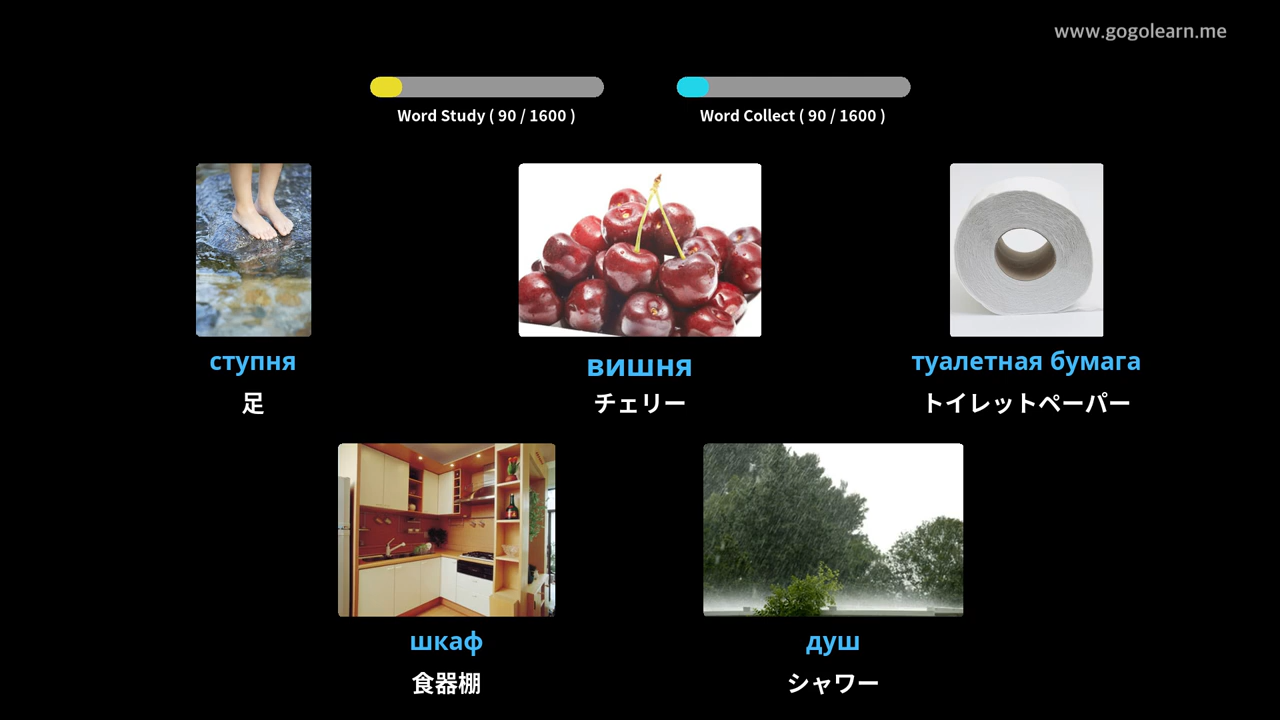 www.gogolearn.me
Word Study ( 90 / 1600 )
Word Collect ( 90 / 1600 )
ступня
вишня
туалетная бумага
足
チェリー
トイレットペーパー
шкаф
душ
食器棚
シャワー